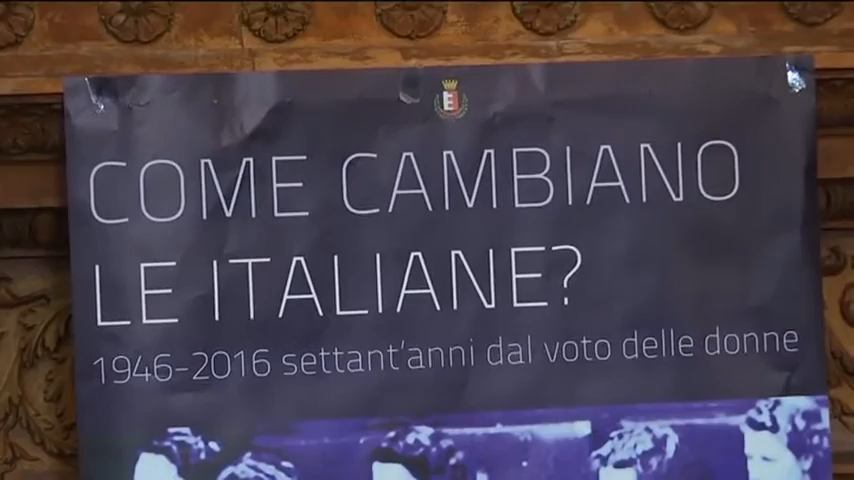 COME CAMBIANO
LE ITALIANE?
1946-2016 settant'anni dal voto delle donne